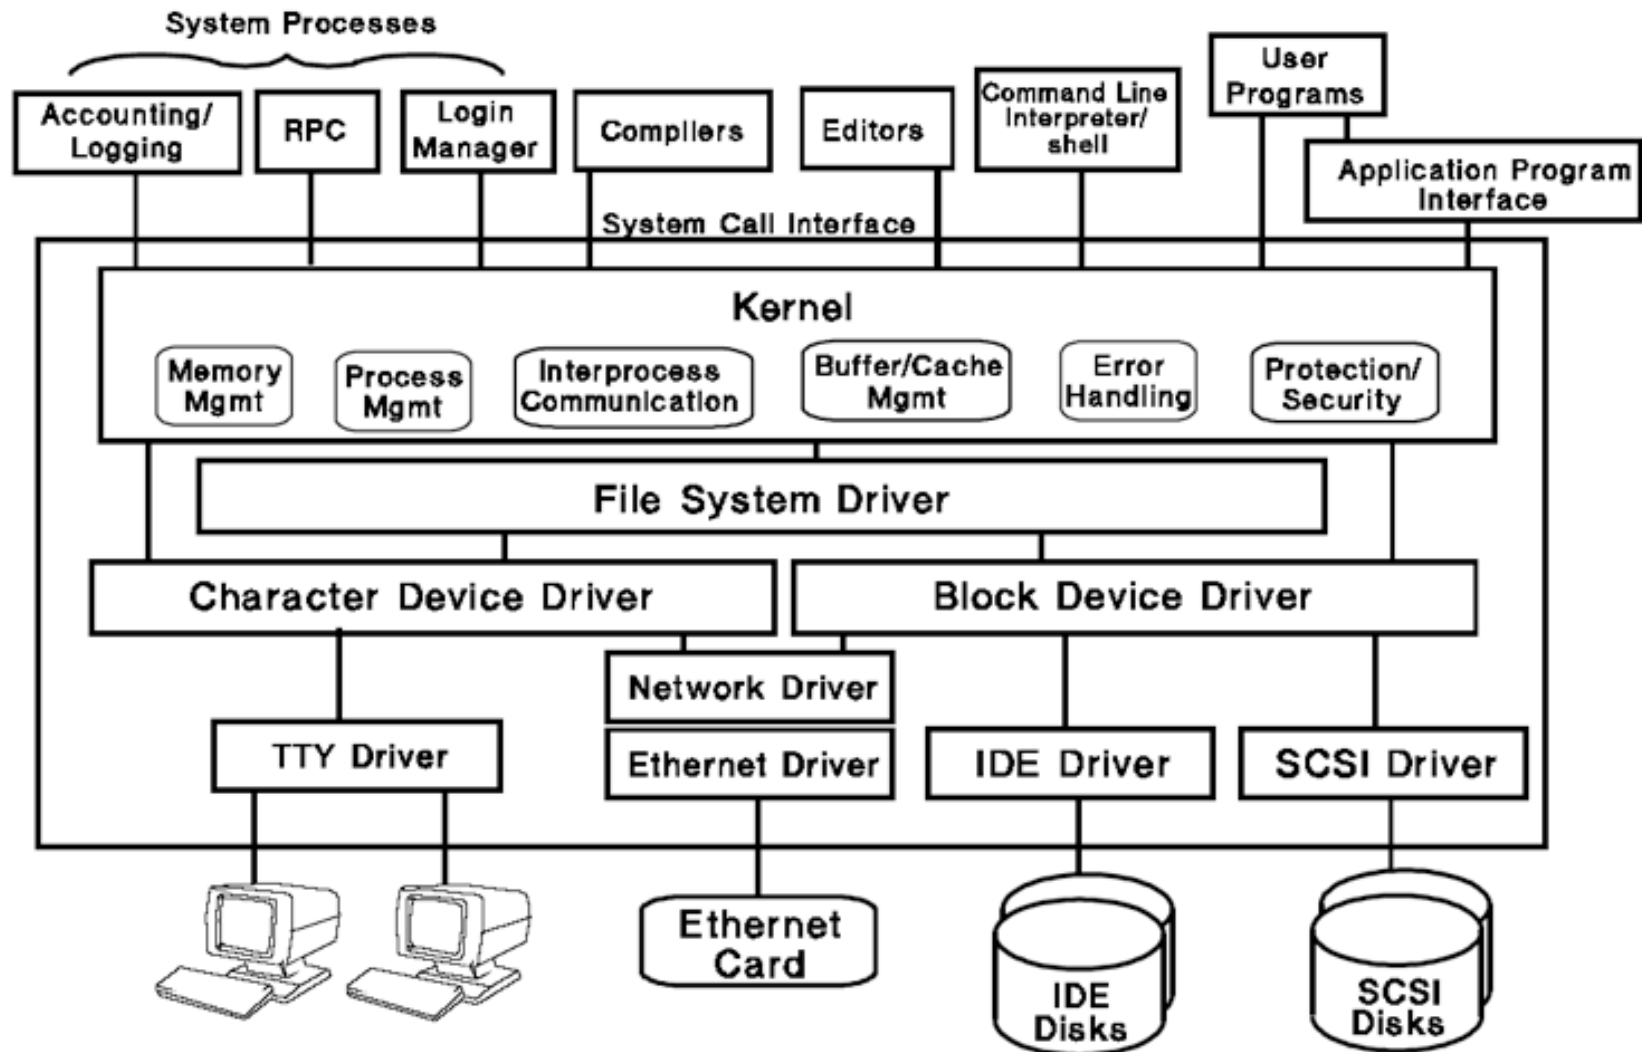 System Processes
Accounting/
Logging
RPC
Login
Manager
Compilers
Editors
Command Line
Interpreter/
shell
User
Programs
Application Program
Interface
System Call Interface
Kernel
Memory
Mgmt
Process
Mgmt
Interprocess
Communication
Buffer/Cache
Mgmt
Error
Handling
Protection/
Security
File System Driver
Character Device Driver
Block Device Driver
Network Driver
TTY Driver
Ethernet Driver
IDE Driver
SCSI Driver
Ethernet
Card
IDE
Disks
SCSI
Disks